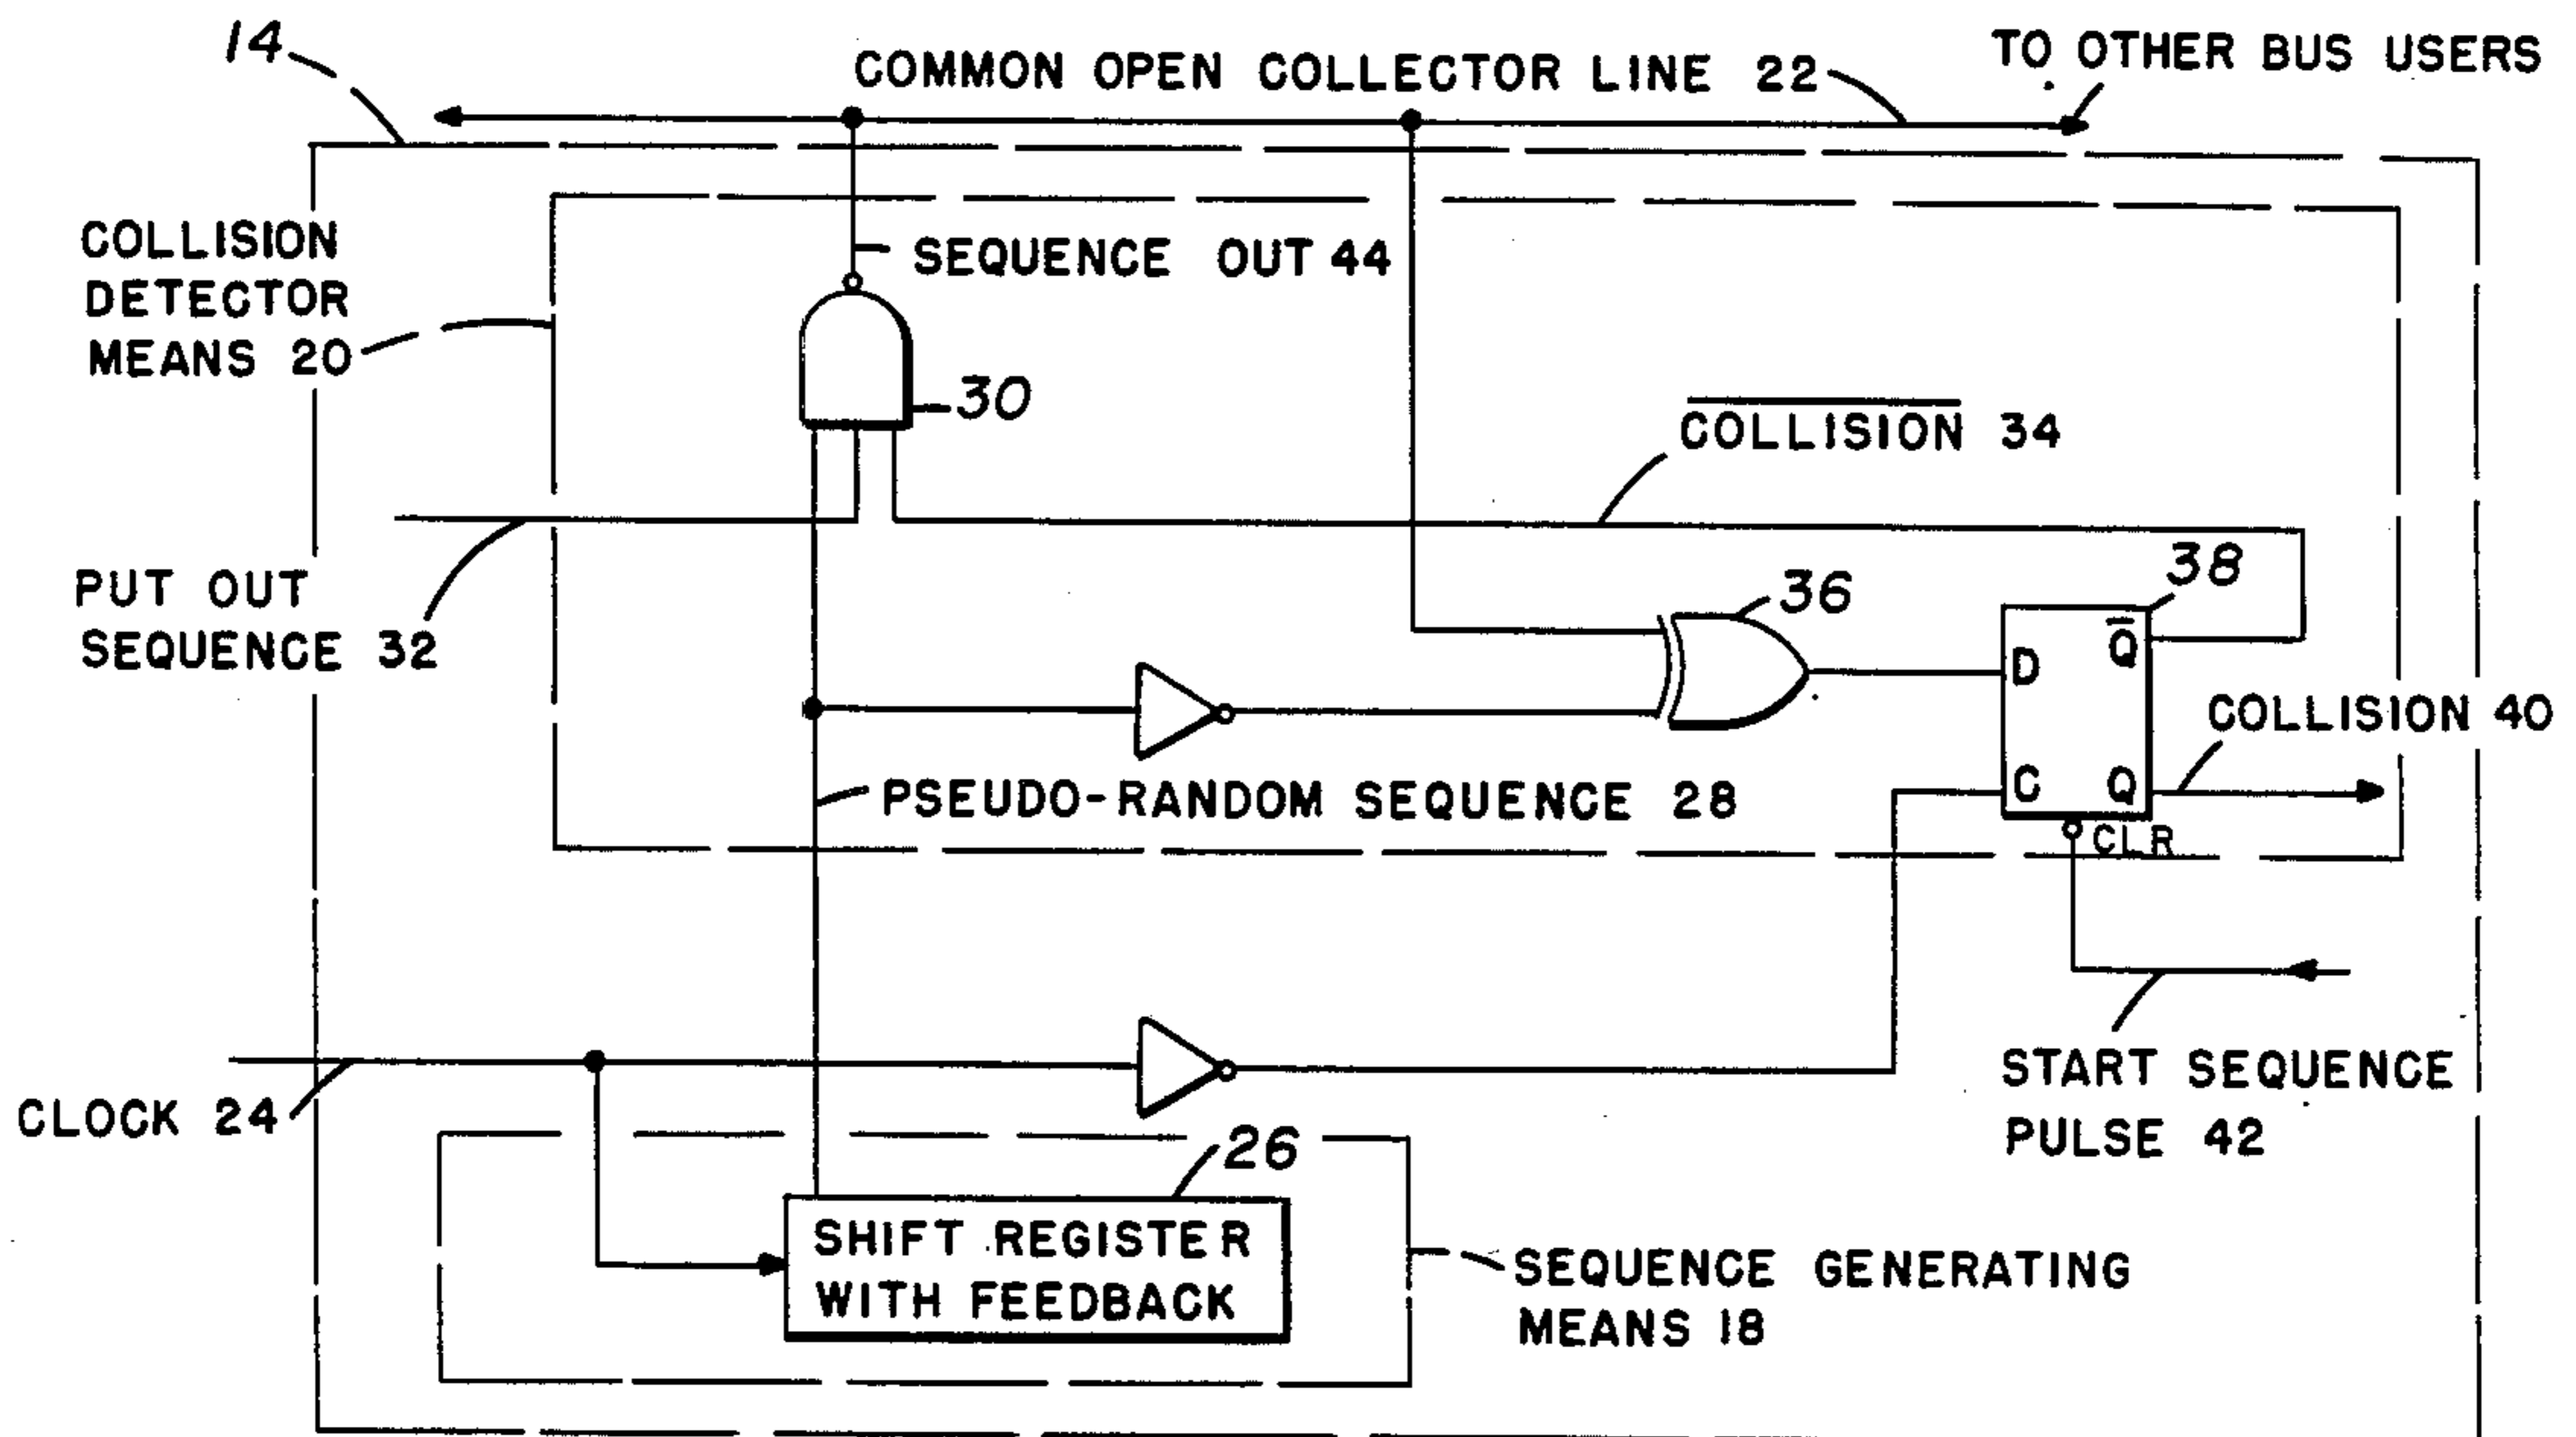 14
COMMON OPEN COLLECTOR LINE 22
TO OTHER BUS USERS
COLLISION
DETECTOR
MEANS 20
SEQUENCE OUT 44
30
COLLISION 34
PUT OUT
SEQUENCE 32
36
38
D
Q
C
Q
CLR
COLLISION 40
PSEUDO-RANDOM SEQUENCE 28
START SEQUENCE
PULSE 42
CLOCK 24
26
SHIFT REGISTER
WITH FEEDBACK
SEQUENCE GENERATING
MEANS 18